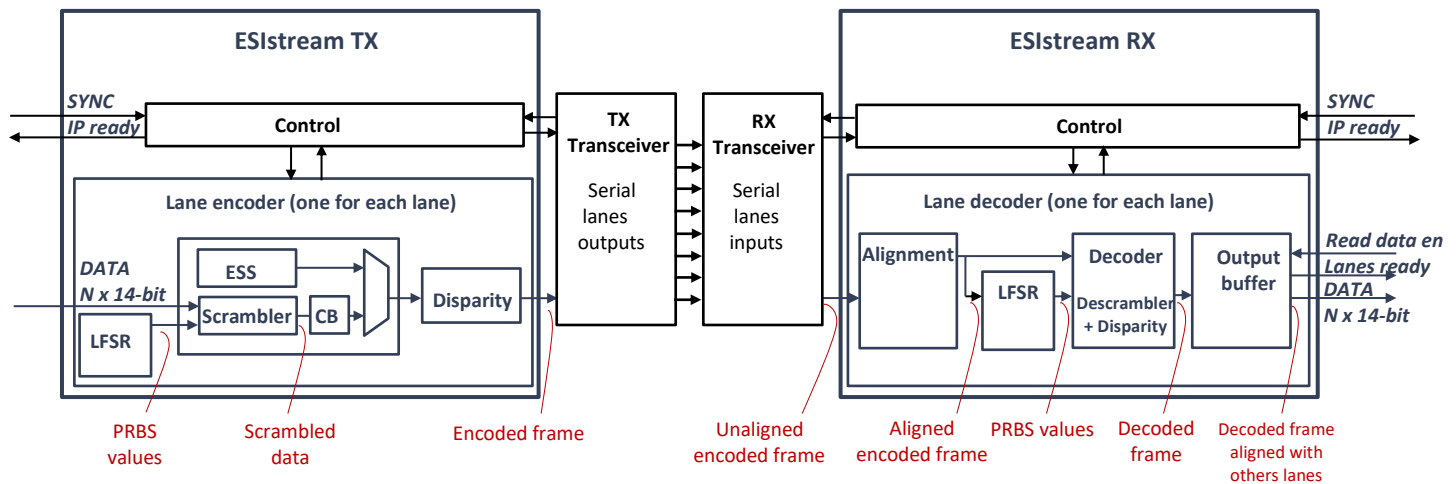 ESIstream TX
SYNC
IP ready
Control
Lane encoder (one for each lane)
ESS
DATA
N x 14-bit
Scrambler
CB
LFSR
Disparity
TX
Transceiver
Serial
lanes
outputs
RX
Transceiver
Serial
lanes
inputs
ESIstream RX
SYNC
IP ready
Control
Lane decoder (one for each lane)
Alignment
LFSR
Decoder
Descrambler
+ Disparity
Output
buffer
Read data en
Lanes ready
DATA
N x 14-bit
PRBS
values
Scrambled
data
Encoded frame
Unaligned
encoded frame
Aligned
encoded frame
PRBS values
Decoded
frame
Decoded frame
aligned with
others lanes